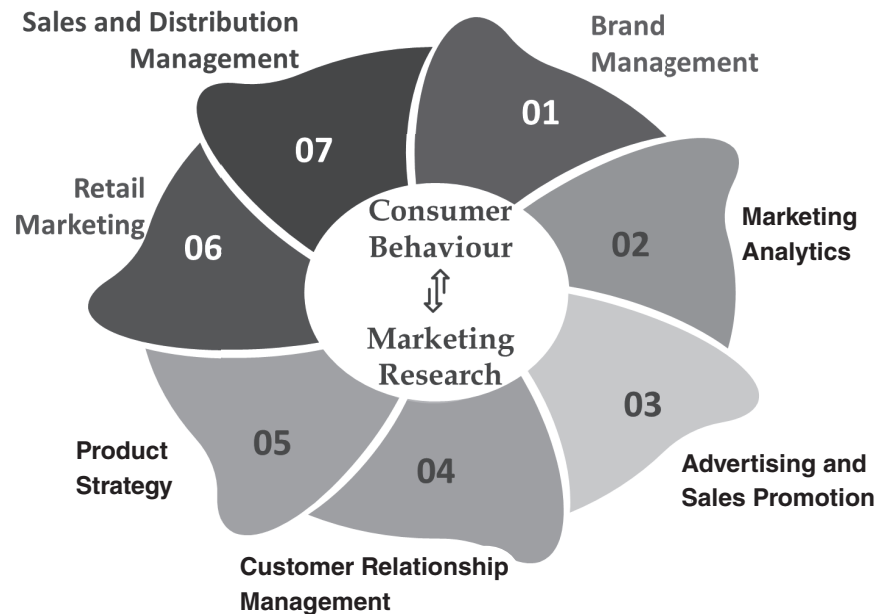 Sales and Distribution
Management
Brand
Management
01
07
Retail
Marketing
06
Consumer
Behaviour
Marketing
Research
02
Marketing
Analytics
03
Advertising and
Sales Promotion
05
Product
Strategy
04
Customer Relationship
Management